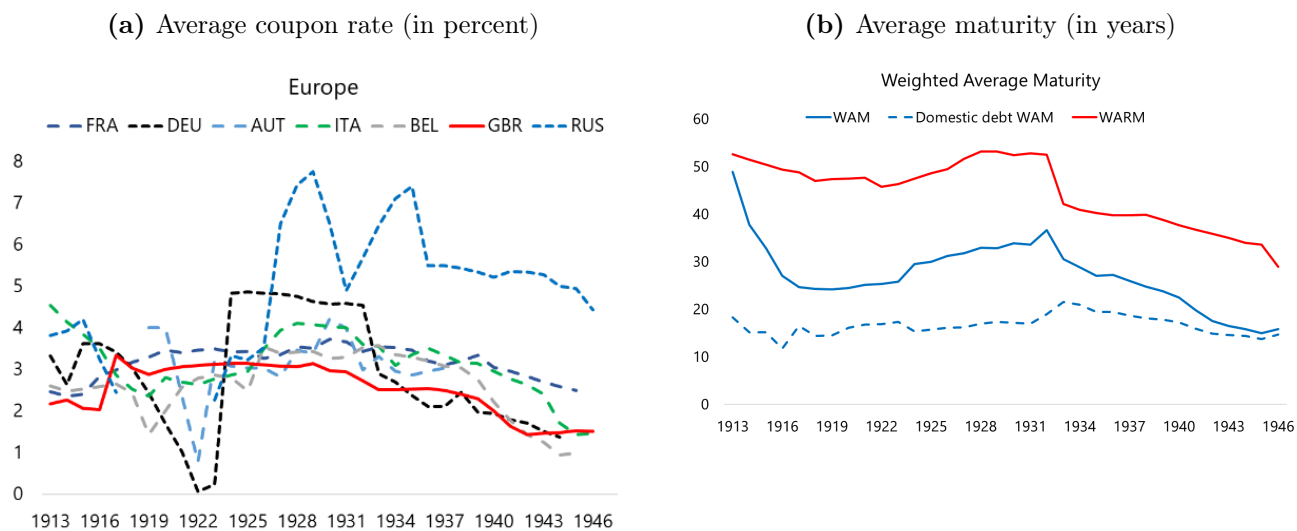 (a) Average coupon rate (in percent)
Europe
FRA DEU AUT ITA BEL GBR RUS
8
7
6
5
4
3
2
1
0
1913 1916 1919 1922 1925 1928 1931 1934 1937 1940 1943 1946
(b) Average maturity (in years)
Weighted Average Maturity
WAM Domestic debt WAM WARM
60
50
40
30
20
10
0
1913 1916 1919 1922 1925 1928 1931 1934 1937 1940 1943 1946